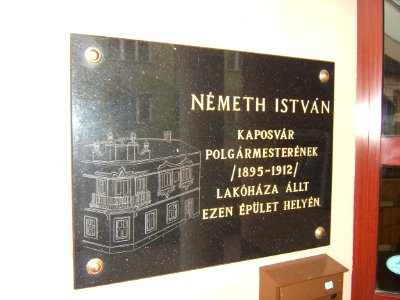 NÉMETH ISTVÁN
KAPOSVÁR
POLGÁRMESTERÉNEK
/1895-1912/
LAKÓHÁZA ÁLLT
EZEN ÉPÜLET HELYÉN.